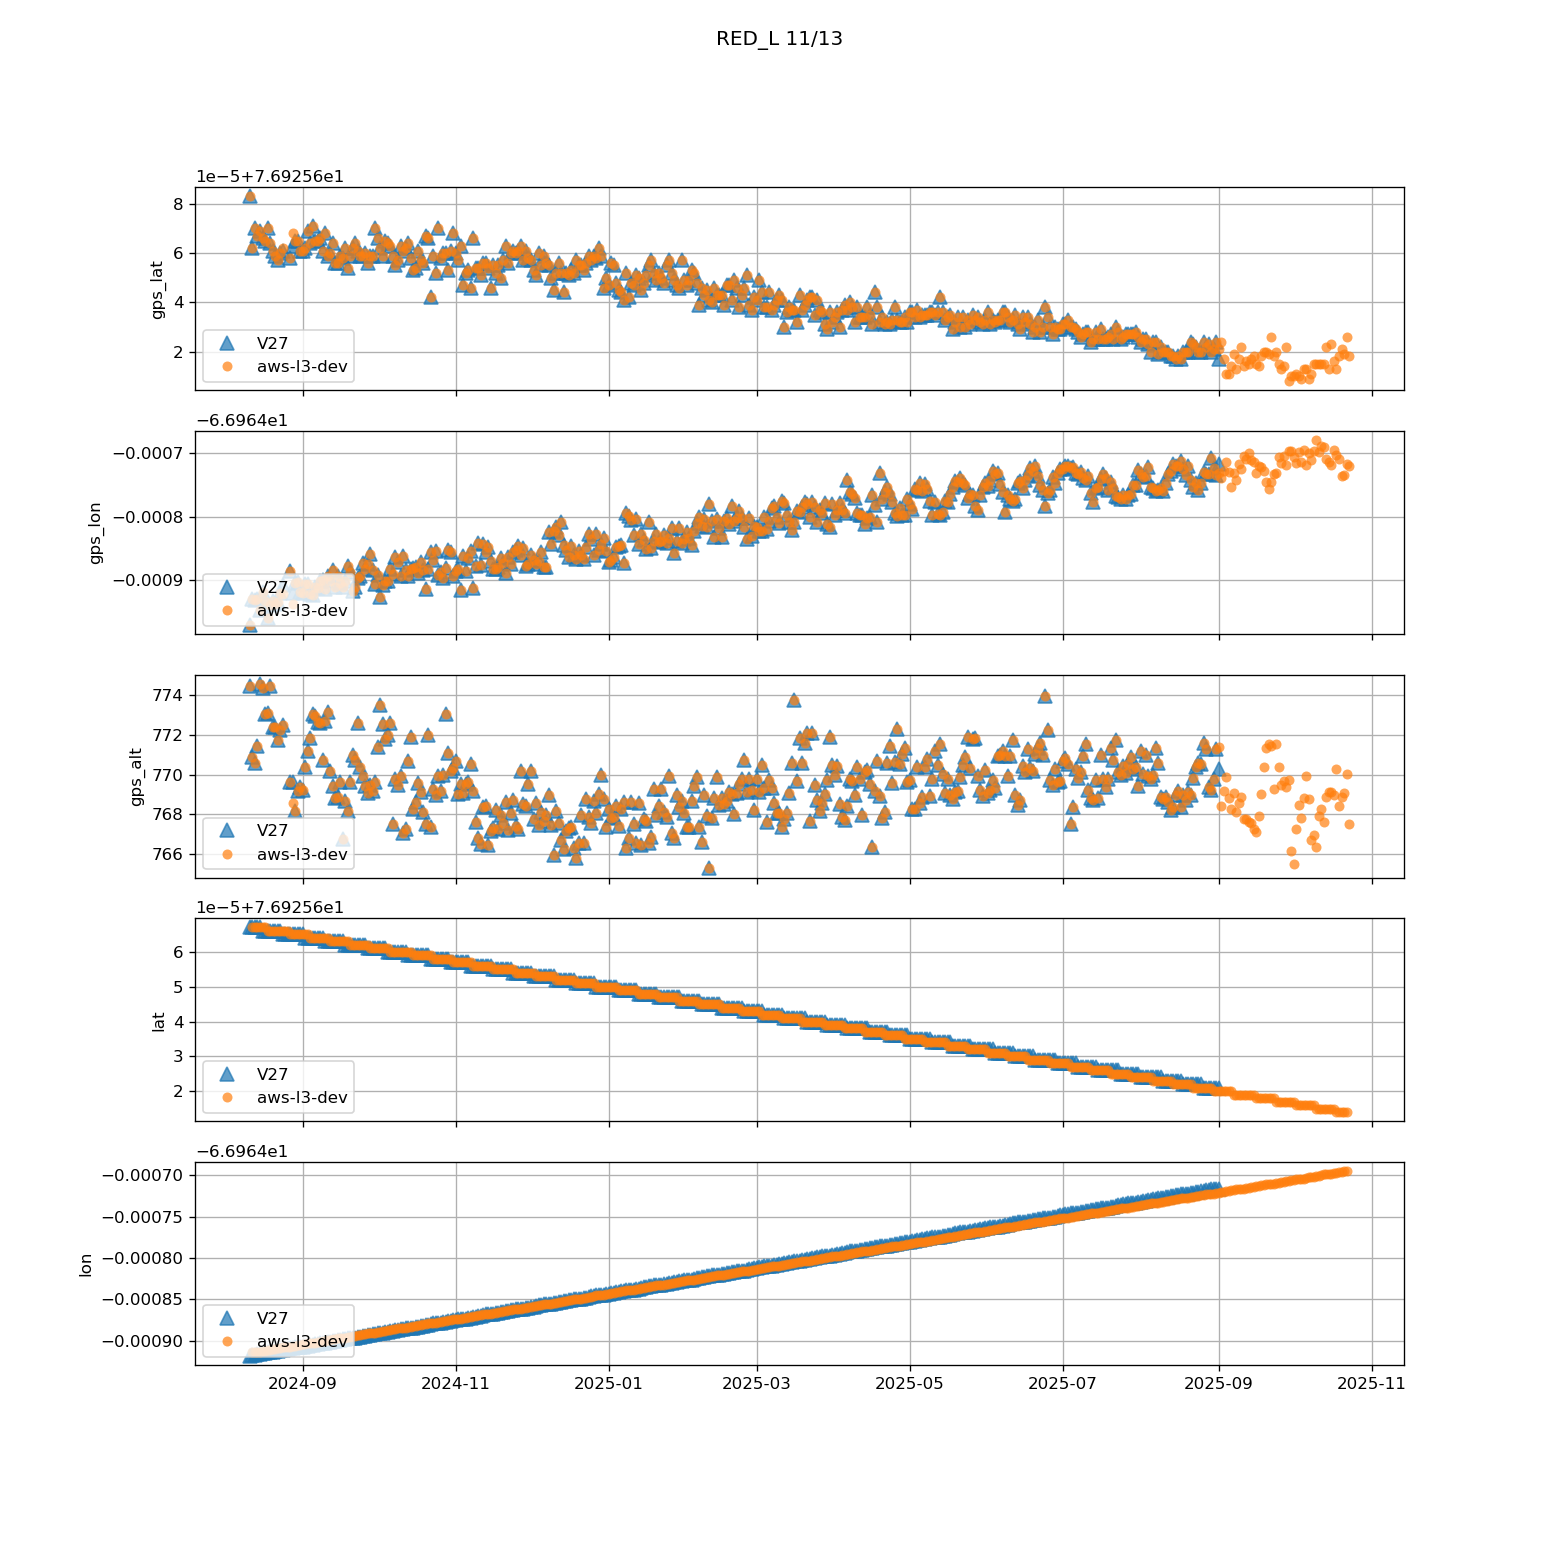 RED_L 11/13
1e−5+7.69256e1
8
6
4
2
gps_lat
V27
aws-l3-dev
−6.6964e1
−0.0007
−0.0008
−0.0009
gps_lon
V27
aws-l3-dev
774
772
770
768
766
gps_alt
V27
aws-l3-dev
1e−5+7.69256e1
6
5
4
3
2
lat
V27
aws-l3-dev
−6.6964e1
−0.00070
−0.00075
−0.00080
−0.00085
−0.00090
lon
V27
aws-l3-dev
2024-09 2024-11 2025-01 2025-03 2025-05 2025-07 2025-09 2025-11